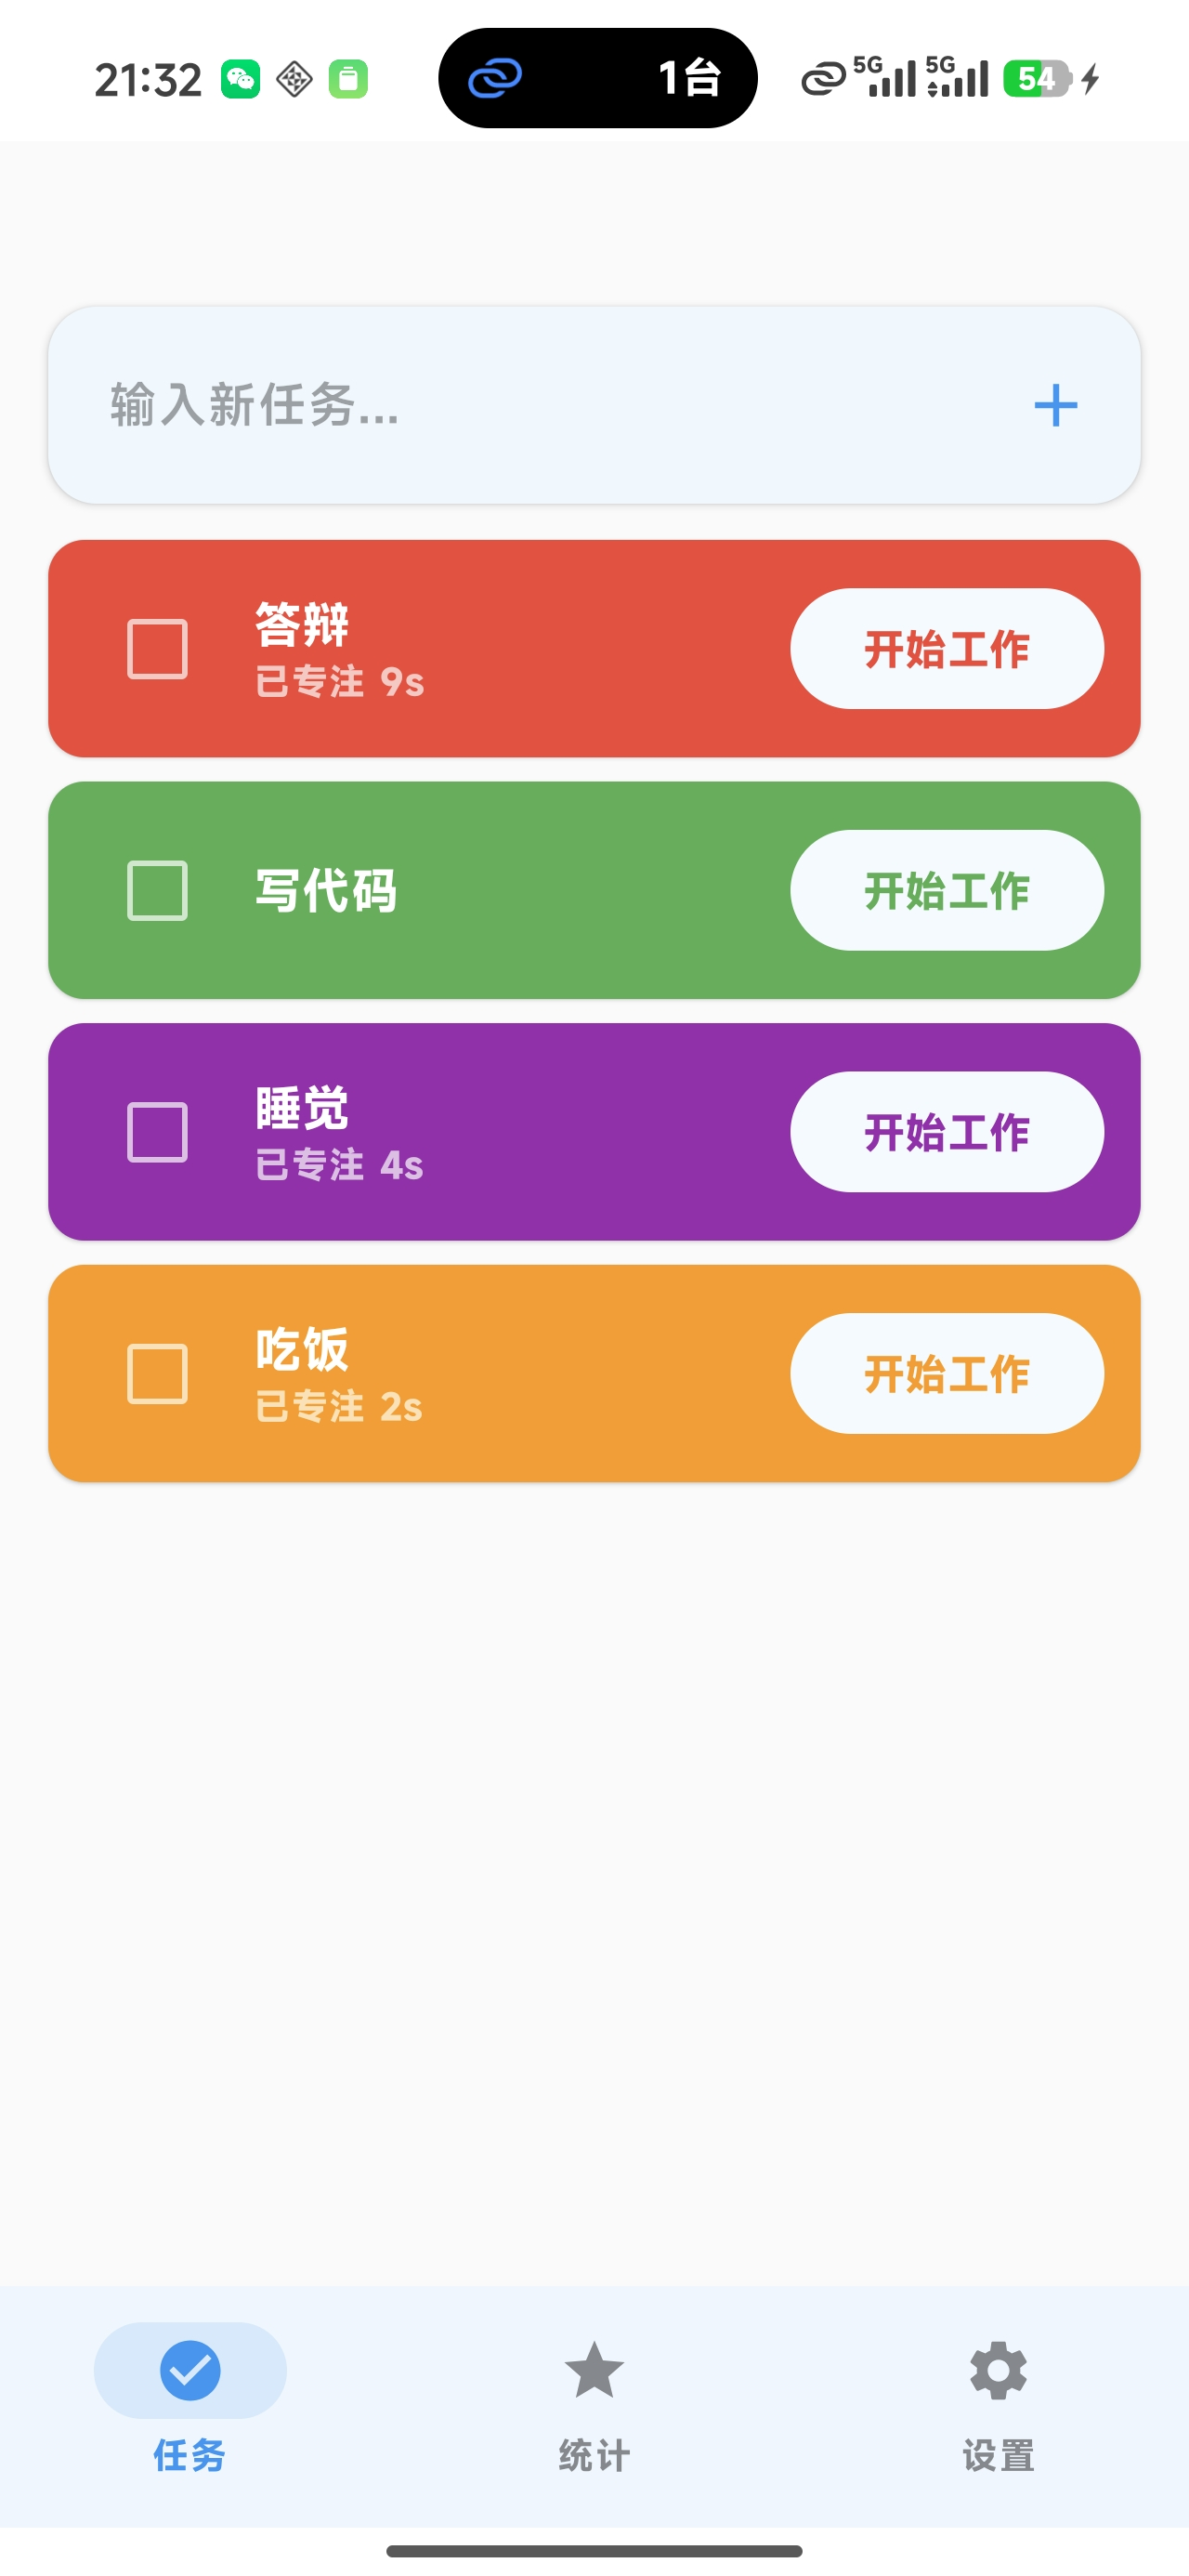 21:32
1台
5G 5G 54
输入新任务...
答辩
已专注 9s
开始工作
写代码
开始工作
睡觉
已专注 4s
开始工作
吃饭
已专注 2s
开始工作
任务 统计 设置